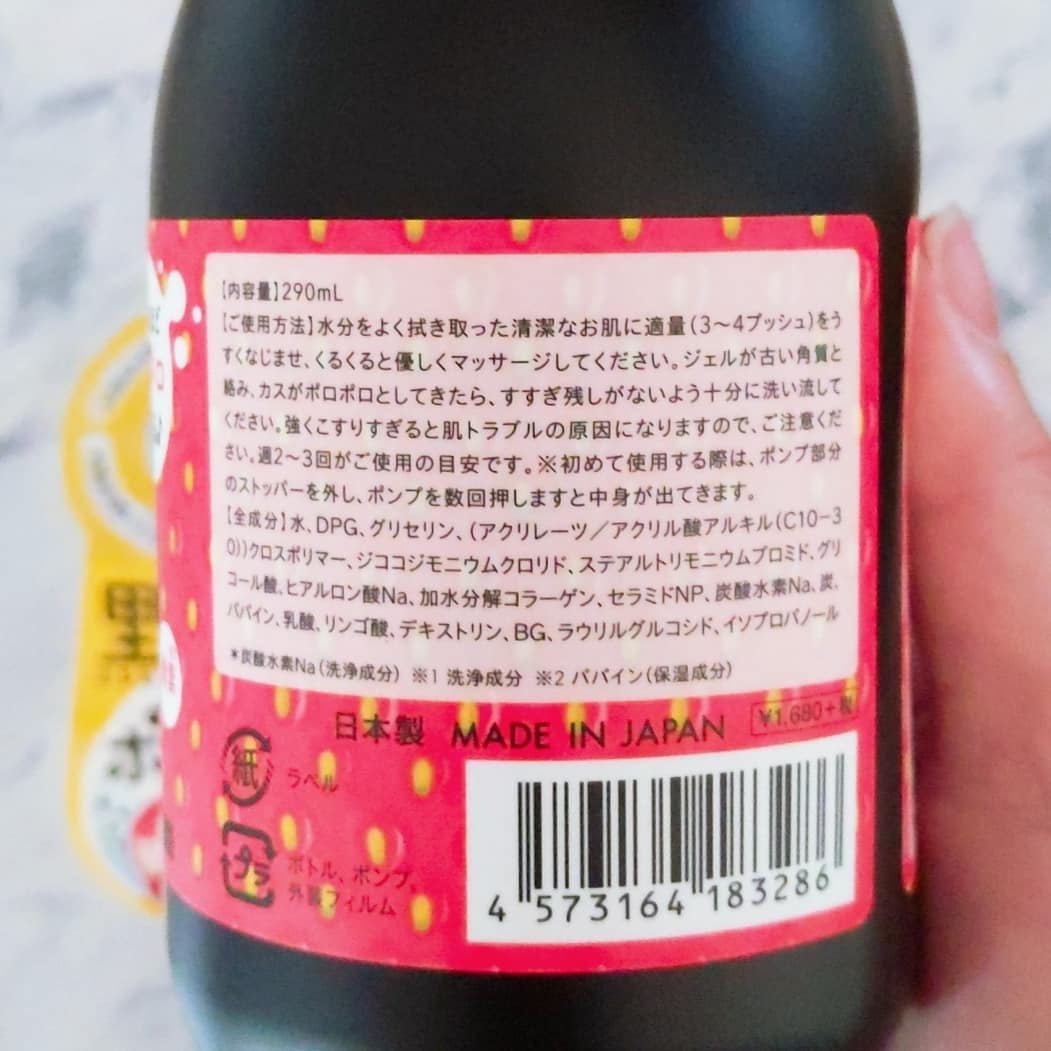 【内容量】290mL
【ご使用方法】水分をよく拭き取った清潔なお肌に適量(3〜4プッシュ)をう
すくなじませ、くるくると優しくマッサージしてください。ジェルが古い角質と
絡み、カスがポロポロとしてきたら、すすぎ残しがないよう十分に洗い流して
ください。強くこすりすぎると肌トラブルの原因になりますので、ご注意くだ
さい。週2〜3回がご使用の目安です。※初めて使用する際は、ポンプ部分
のストッパーを外し、ポンプを数回押しますと中身が出てきます。
【全成分】水、DPG、グリセリン、(アクリレーツ/アクリル酸アルキル(C10-3
0))クロスポリマー、ジココジモニウムクロリド、ステアルトリモニウムブロミド、グリ
コール酸、ヒアルロン酸Na、加水分解コラーゲン、セラミドNP、炭酸水素Na、炭、
パパイン、乳酸、リンゴ酸、デキストリン、BG、ラウリルグルコシド、イソプロパノール
*炭酸水素Na(洗浄成分) ※1 洗浄成分 ※2 パパイン(保湿成分)
日本製 MADE IN JAPAN ¥1,680+税
紙 ラベル
プラ ボトル、ポンプ、
外装フィルム
4 573164 183286